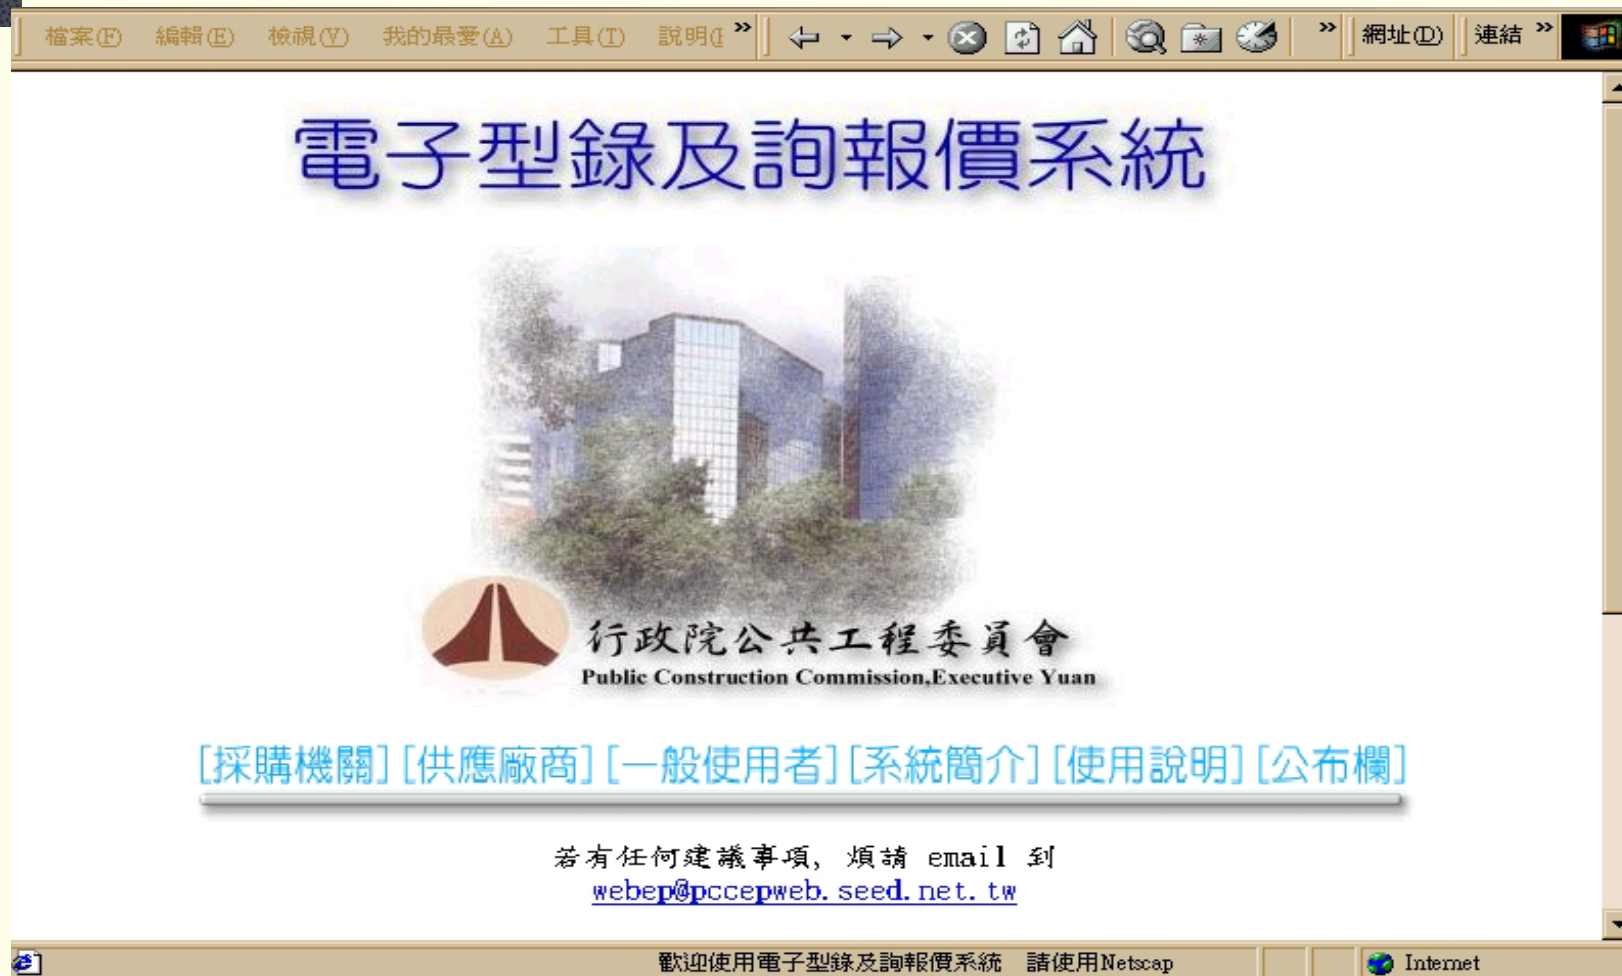 檔案(F) 編輯(E) 檢視(V) 我的最愛(A) 工具(T) 說明( » » 網址(D) 連結 »
電子型錄及詢報價系統
行政院公共工程委員會
Public Construction Commission,Executive Yuan
[採購機關] [供應廠商] [一般使用者] [系統簡介] [使用說明] [公布欄]
若有任何建議事項, 煩請 email 到
webep@pccepweb.seed.net.tw
歡迎使用電子型錄及詢報價系統 請使用Netscap Internet